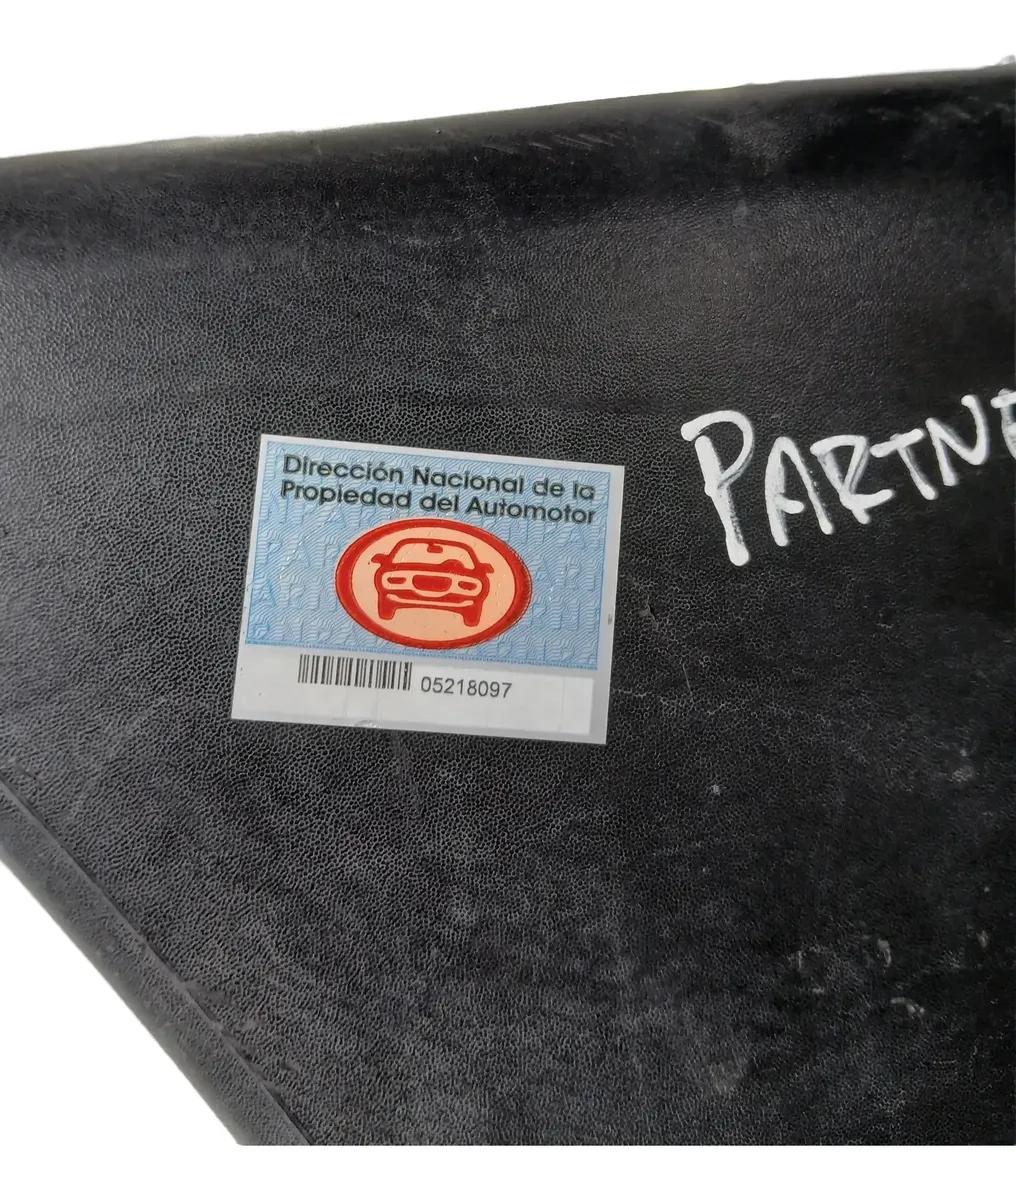 Dirección Nacional de la
Propiedad del Automotor
05218097
PARTNE